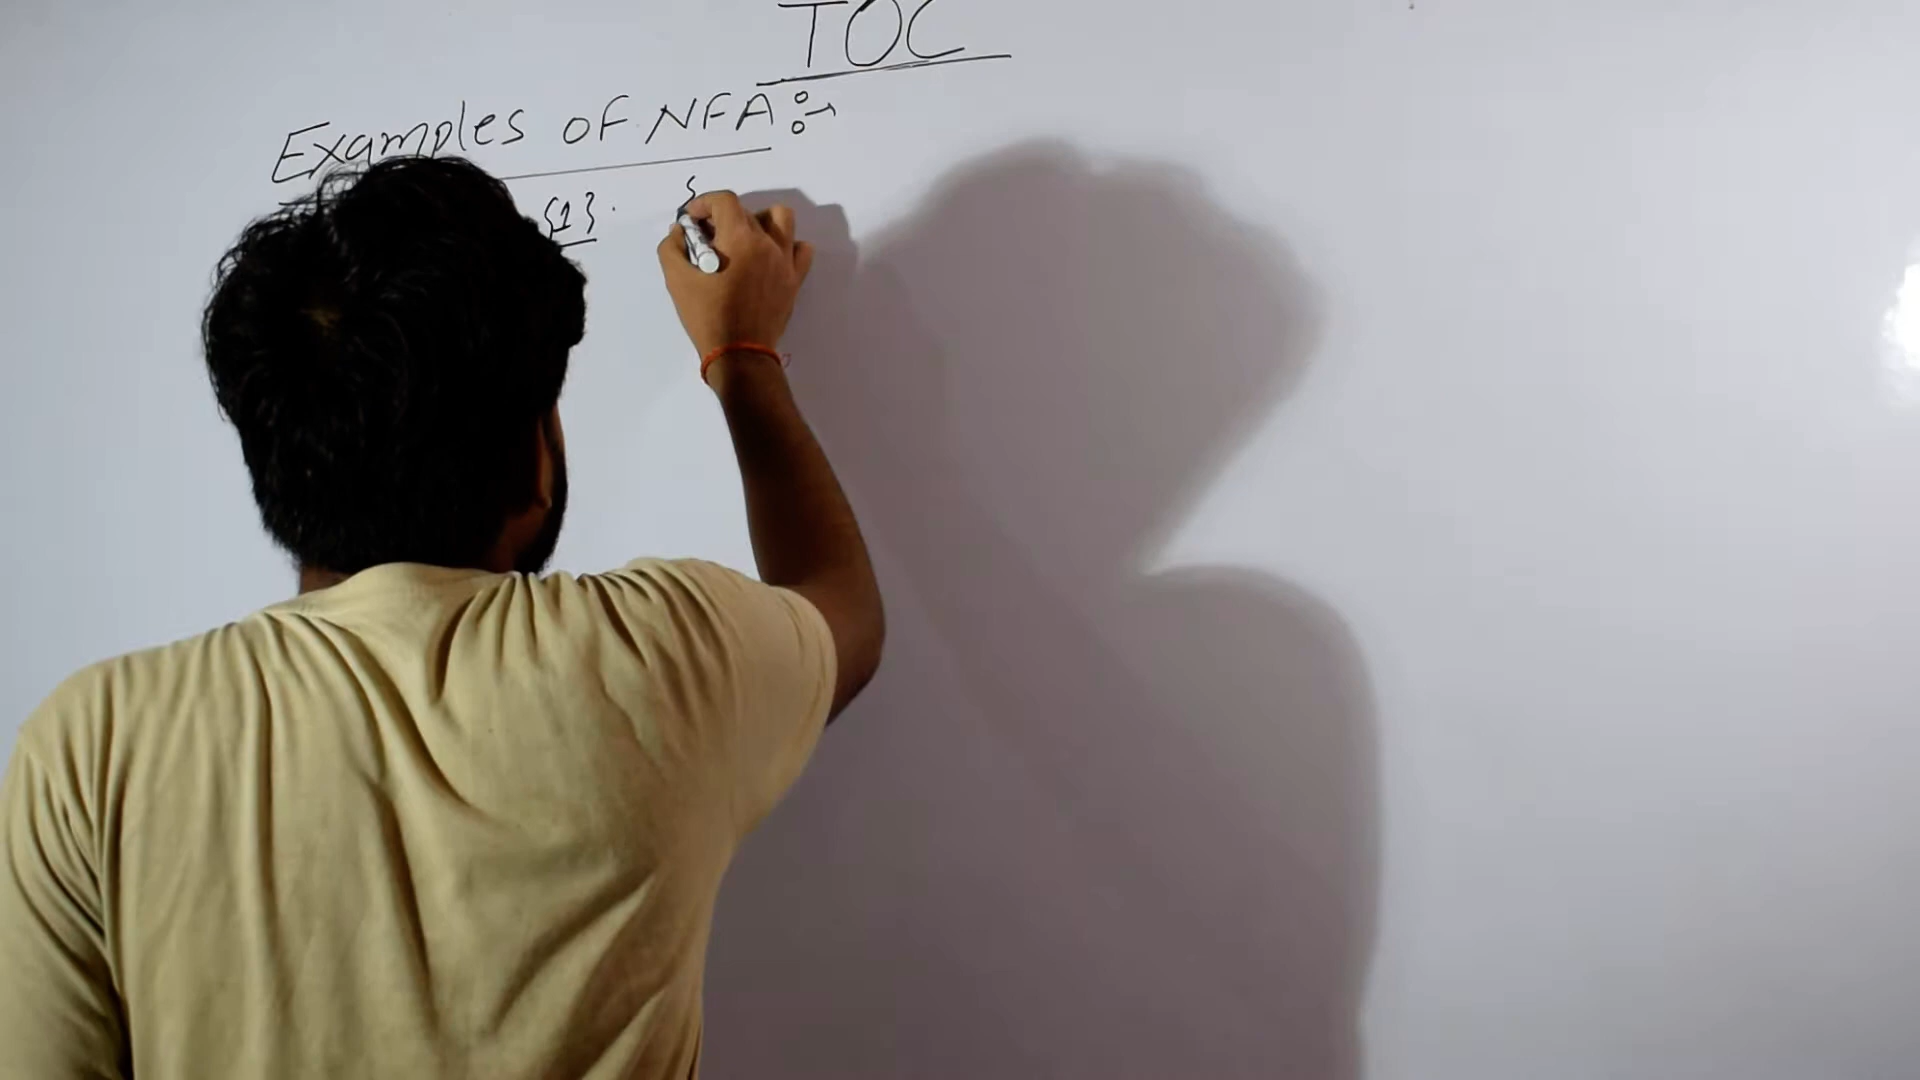 TOC
Examples of NFA :-
{1}.
{